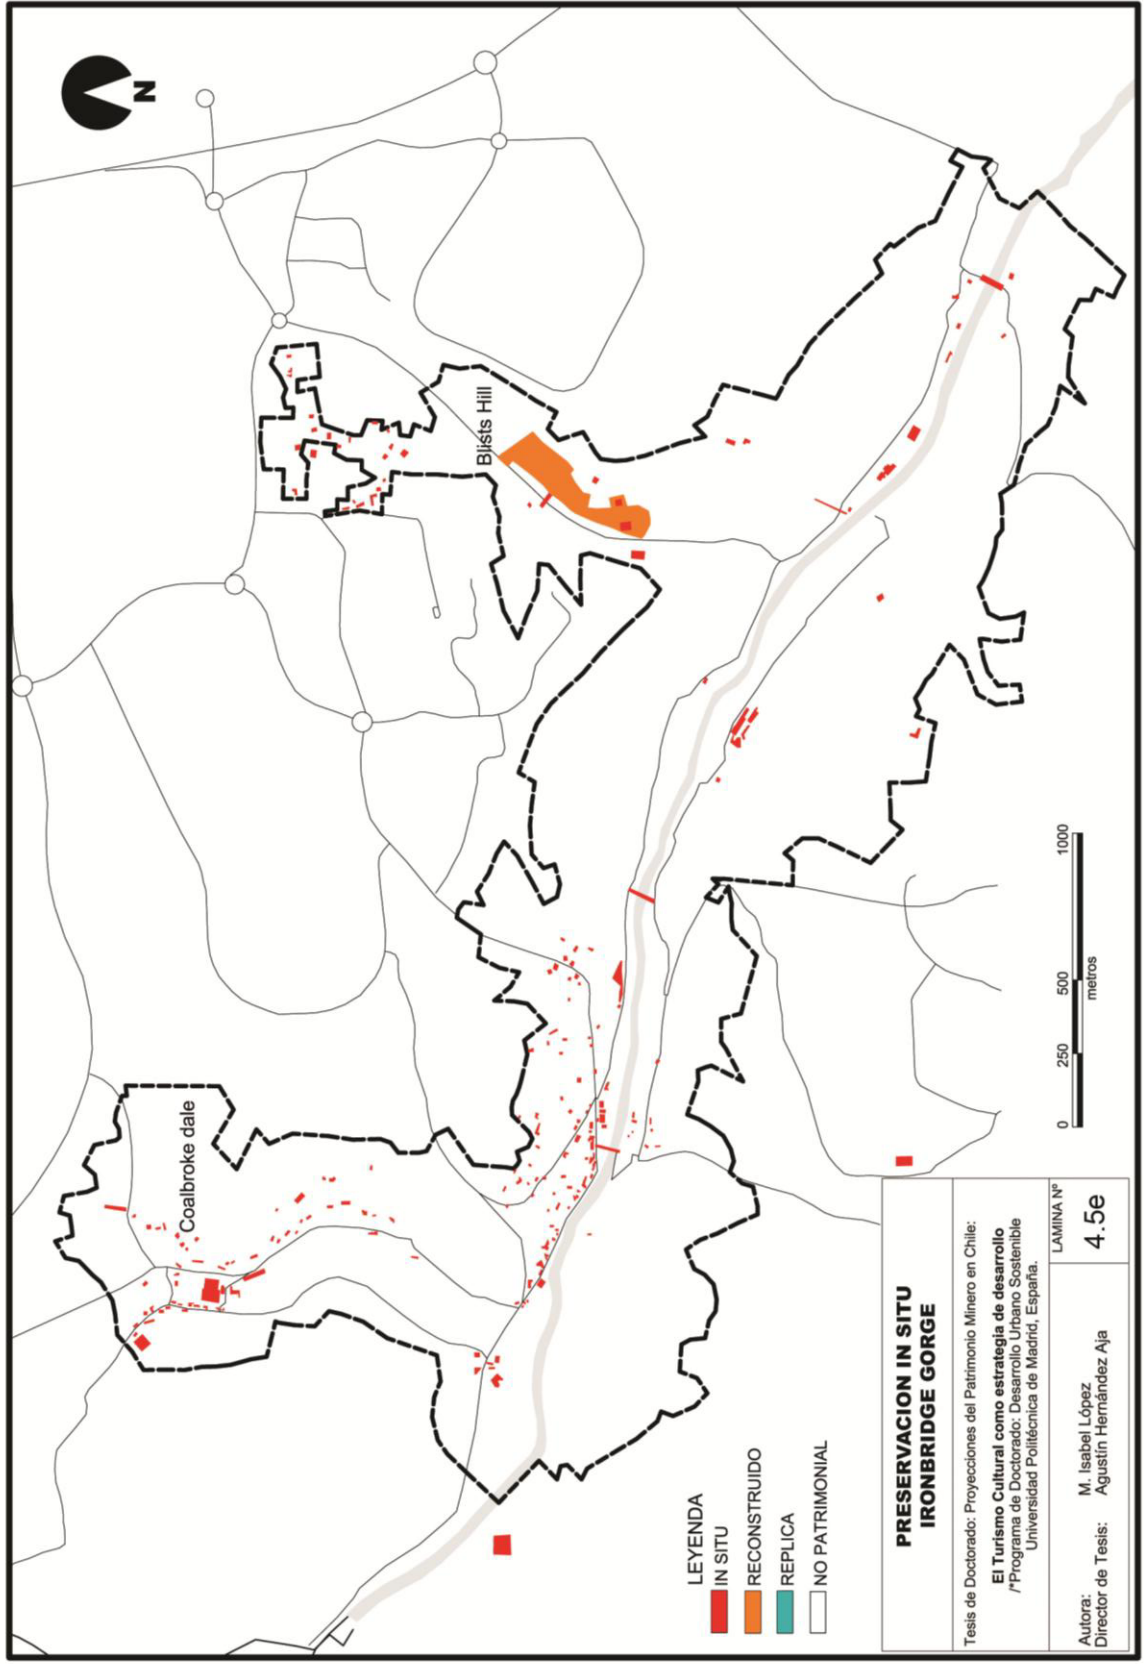 N
Blists Hill
Coalbroke dale
LEYENDA
IN SITU
RECONSTRUIDO
REPLICA
NO PATRIMONIAL
0 250 500 1000
metros
PRESERVACION IN SITU
IRONBRIDGE GORGE
Tesis de Doctorado: Proyecciones del Patrimonio Minero en Chile:
El Turismo Cultural como estrategia de desarrollo
/*Programa de Doctorado: Desarrollo Urbano Sostenible
Universidad Politécnica de Madrid, España.
Autora: M. Isabel López
Director de Tesis: Agustín Hernández Aja
LAMINA Nº
4.5e